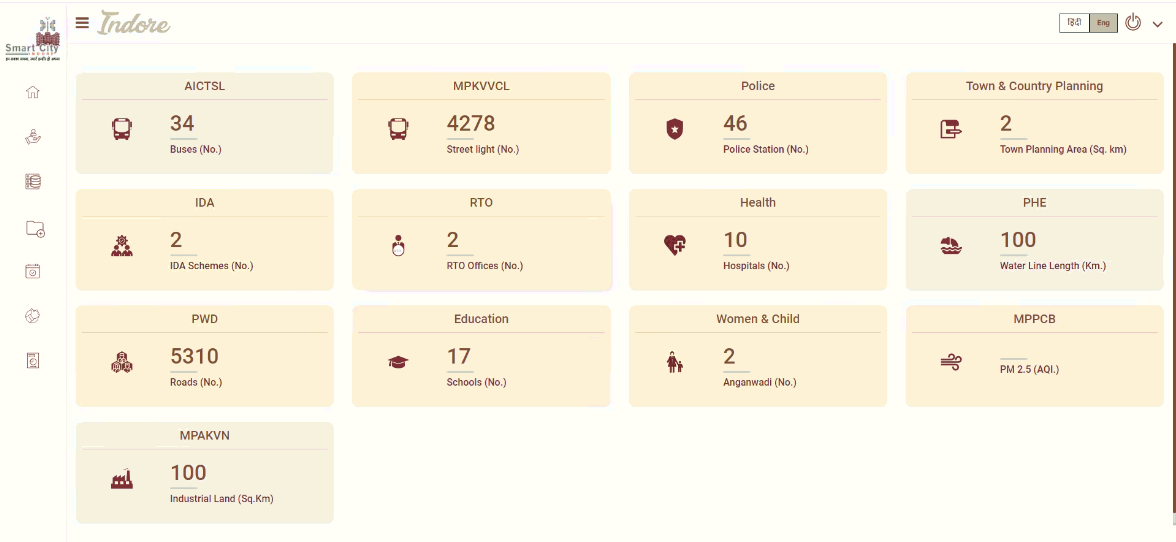 Smart City
INDORE
Indore
हिंदी
Eng
AICTSL
34
Buses (No.)
MPKVVCL
4278
Street light (No.)
Police
46
Police Station (No.)
Town & Country Planning
2
Town Planning Area (Sq. km)
IDA
2
IDA Schemes (No.)
RTO
2
RTO Offices (No.)
Health
10
Hospitals (No.)
PHE
100
Water Line Length (Km.)
PWD
5310
Roads (No.)
Education
17
Schools (No.)
Women & Child
2
Anganwadi (No.)
MPPCB
PM 2.5 (AQI.)
MPAKVN
100
Industrial Land (Sq.Km)